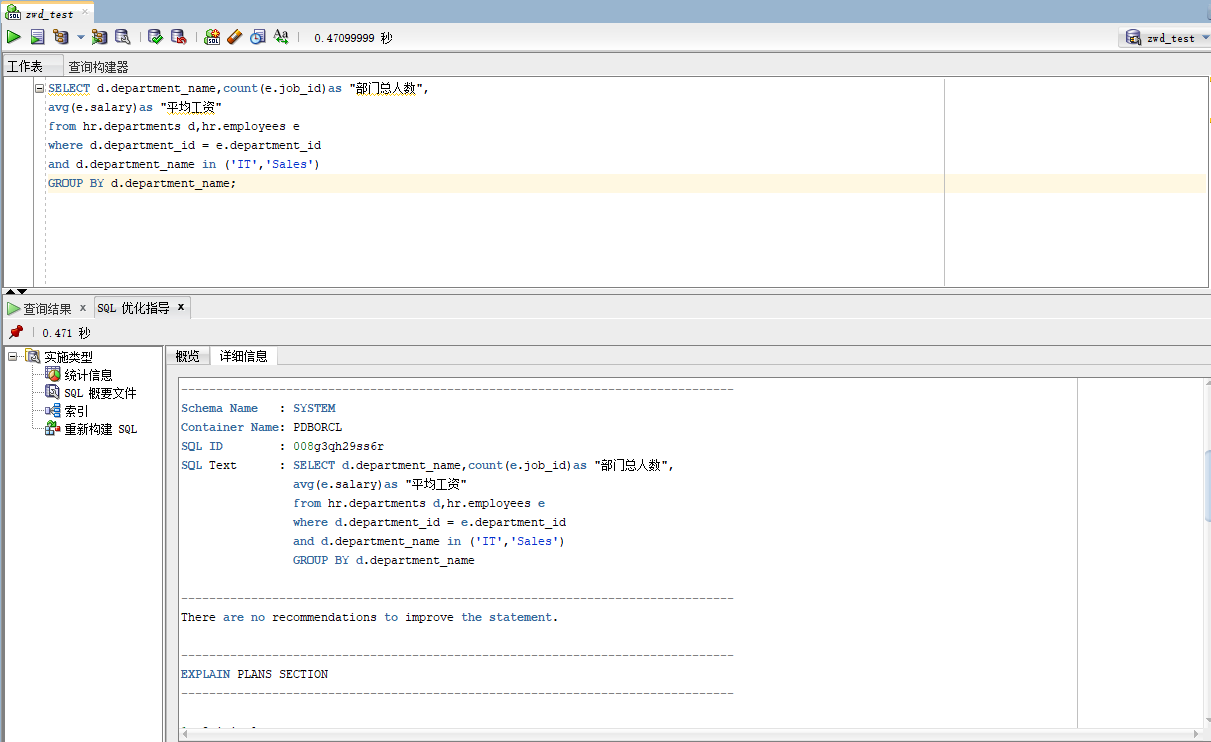 zwd_test
0.47099999 秒
zwd_test
工作表 查询构建器
SELECT d.department_name,count(e.job_id)as "部门总人数",
avg(e.salary)as "平均工资"
from hr.departments d,hr.employees e
where d.department_id = e.department_id
and d.department_name in ('IT','Sales')
GROUP BY d.department_name;
查询结果 x SQL 优化指导 x
0.471 秒
实施类型
统计信息
SQL 概要文件
索引
重新构建 SQL
概览 详细信息
-------------------------------------------------------------------------------
Schema Name   : SYSTEM
Container Name: PDBORCL
SQL ID        : 008g3qh29ss6r
SQL Text      : SELECT d.department_name,count(e.job_id)as "部门总人数",
avg(e.salary)as "平均工资"
from hr.departments d,hr.employees e
where d.department_id = e.department_id
and d.department_name in ('IT','Sales')
GROUP BY d.department_name
-------------------------------------------------------------------------------
There are no recommendations to improve the statement.
-------------------------------------------------------------------------------
EXPLAIN PLANS SECTION
-------------------------------------------------------------------------------